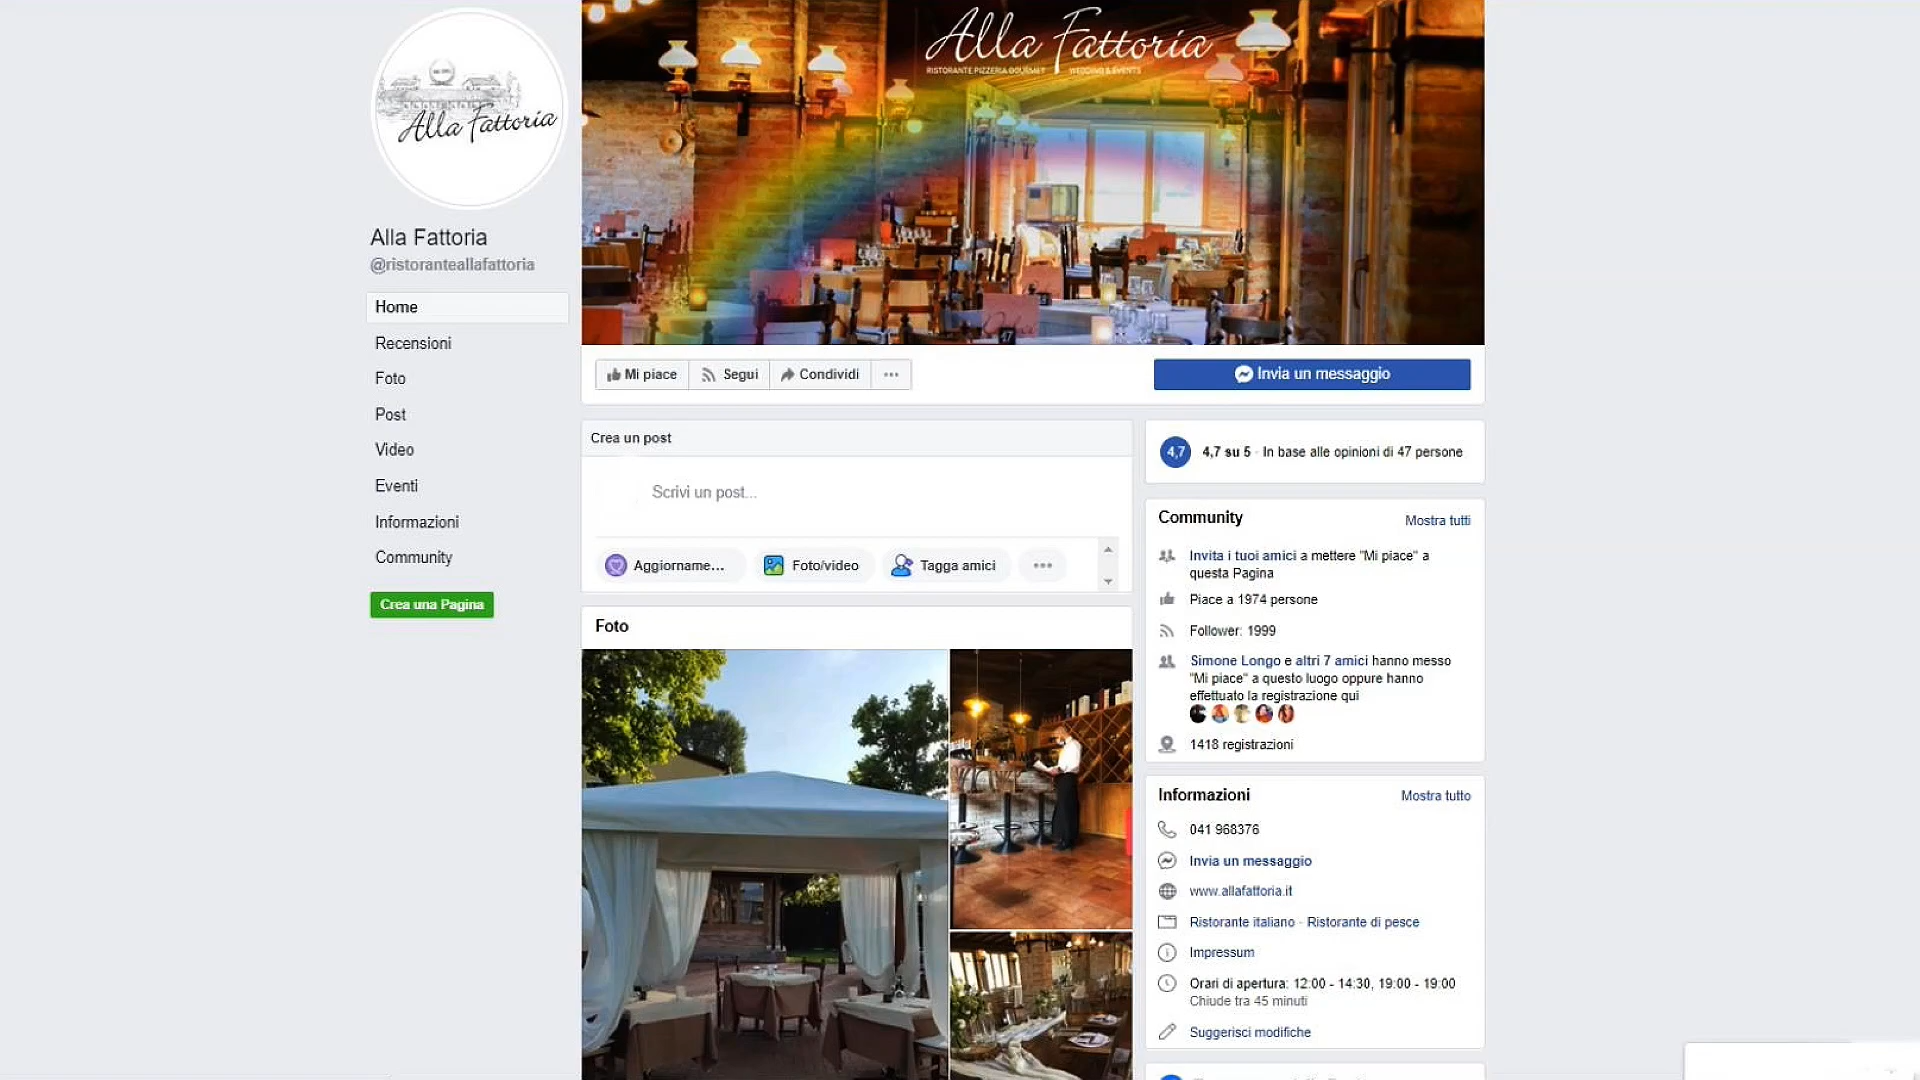 Alla Fattoria
Alla Fattoria
@ristoranteallafattoria
Home
Recensioni
Foto
Post
Video
Eventi
Informazioni
Community
Crea una Pagina
Alla Fattoria
RISTORANTE PIZZERIA GOURMET WEDDING & EVENTS
Mi piace
Segui
Condividi
Invia un messaggio
Crea un post
Scrivi un post...
Aggiorname...
Foto/video
Tagga amici
Foto
4,7
4,7 su 5 · In base alle opinioni di 47 persone
Community
Mostra tutti
Invita i tuoi amici a mettere "Mi piace" a
questa Pagina
Piace a 1974 persone
Follower: 1999
Simone Longo e altri 7 amici hanno messo
"Mi piace" a questo luogo oppure hanno
effettuato la registrazione qui
1418 registrazioni
Informazioni
Mostra tutto
041 968376
Invia un messaggio
www.allafattoria.it
Ristorante italiano · Ristorante di pesce
Impressum
Orari di apertura: 12:00 - 14:30, 19:00 - 19:00
Chiude tra 45 minuti
Suggerisci modifiche